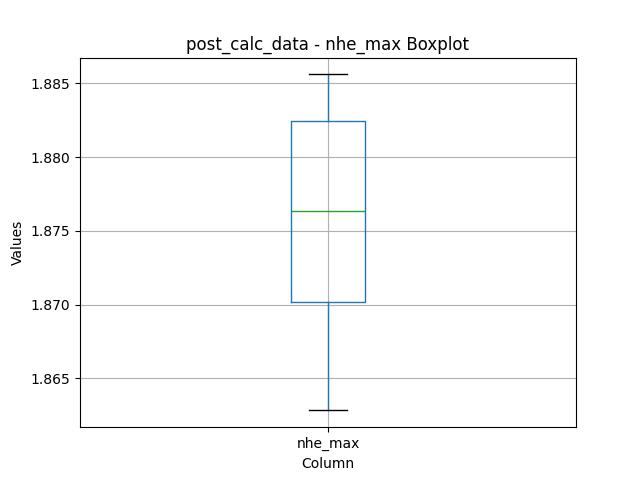 post_calc_data - nhe_max Boxplot
1.885
1.880
1.875
1.870
1.865
Values
nhe_max
Column